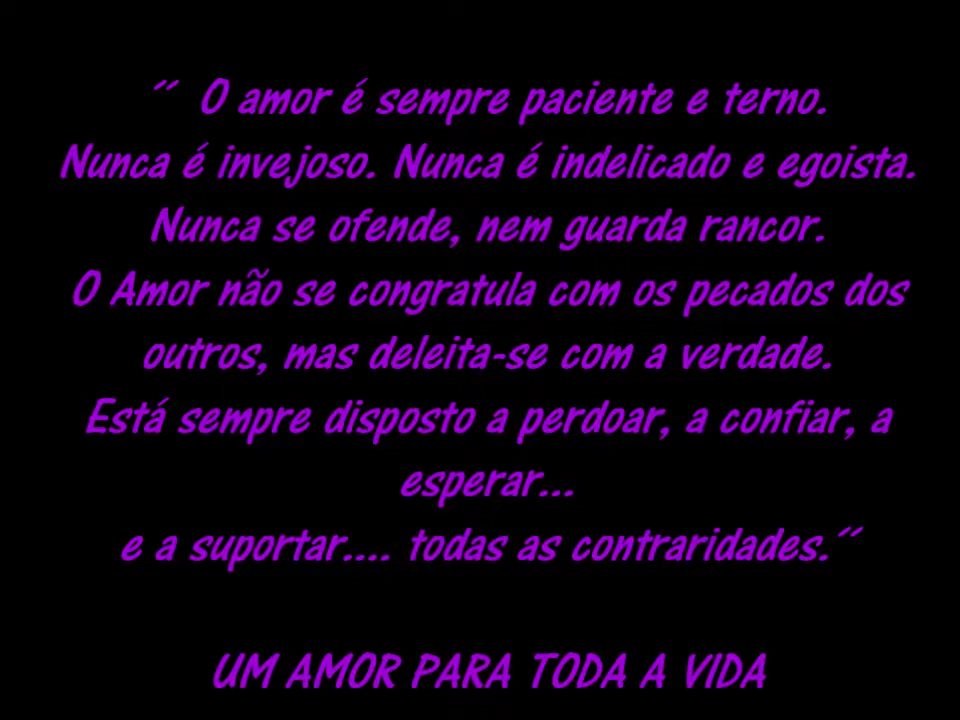 “ O amor é sempre paciente e terno.
Nunca é invejoso. Nunca é indelicado e egoista.
Nunca se ofende, nem guarda rancor.
O Amor não se congratula com os pecados dos
outros, mas deleita-se com a verdade.
Está sempre disposto a perdoar, a confiar, a
esperar...
e a suportar.... todas as contraridades.“
UM AMOR PARA TODA A VIDA